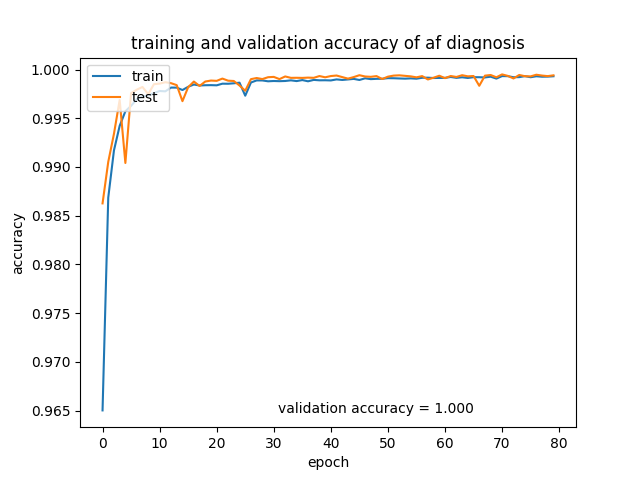 training and validation accuracy of af diagnosis
1.000
0.995
0.990
0.985
0.980
0.975
0.970
0.965
accuracy
train
test
validation accuracy = 1.000
0 10 20 30 40 50 60 70 80
epoch